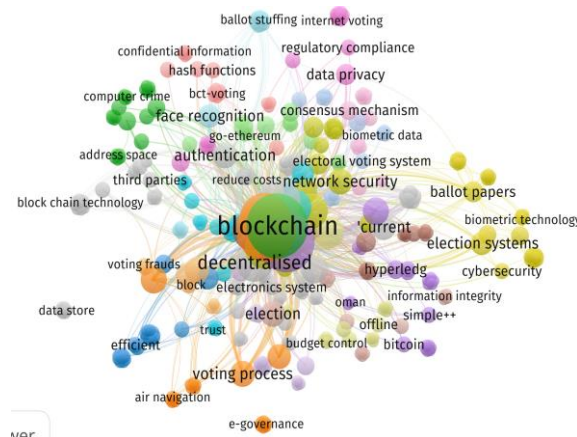 ballot stuffing
internet voting
confidential information
regulatory compliance
hash functions
data privacy
computer crime
bct-voting
consensus mechanism
face recognition
go-ethereum
biometric data
address space
authentication
electoral voting system
third parties
reduce costs
network security
ballot papers
block chain technology
blockchain
'current
biometric technology
election systems
voting frauds
decentralised
hyperledg
cybersecurity
block
electronics system
information integrity
data store
oman
simple++
election
offline
trust
efficient
budget control
bitcoin
voting process
air navigation
e-governance